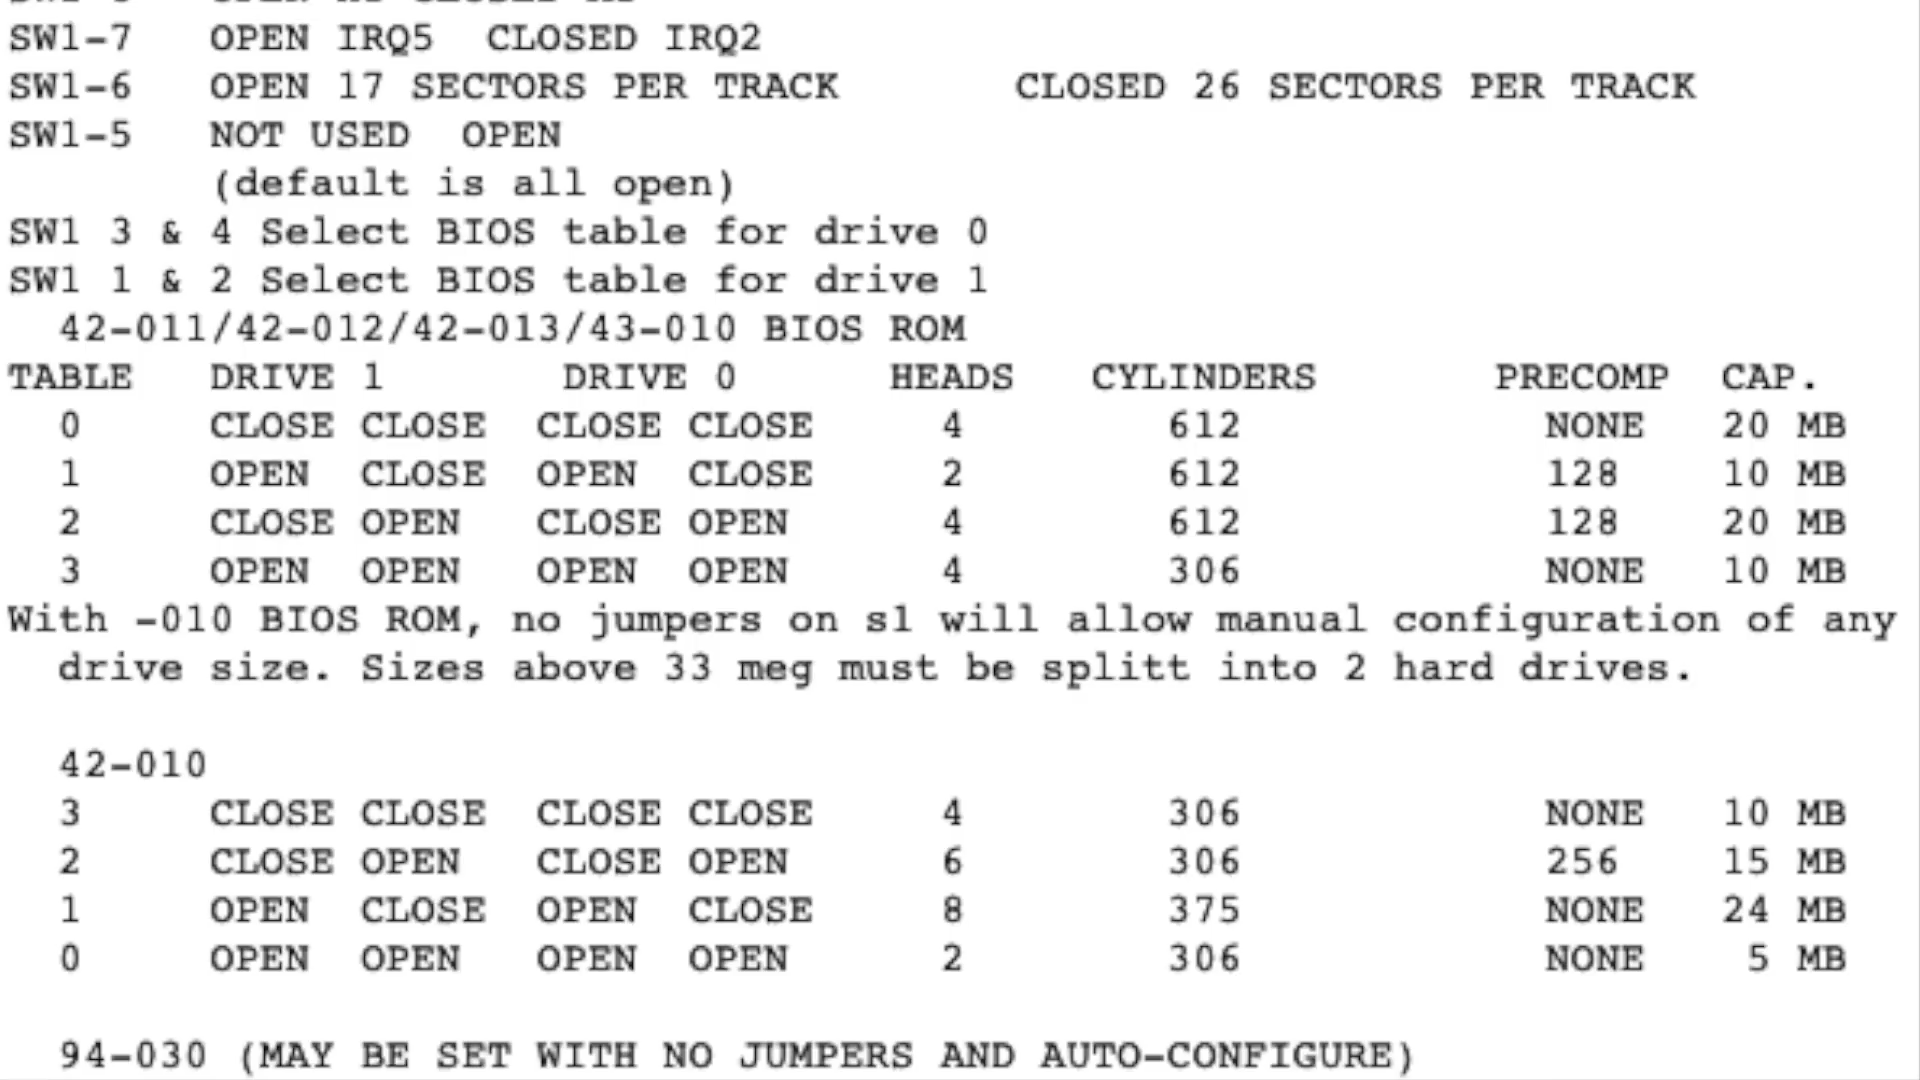 SW1-7 OPEN IRQ5 CLOSED IRQ2
SW1-6 OPEN 17 SECTORS PER TRACK CLOSED 26 SECTORS PER TRACK
SW1-5 NOT USED OPEN
(default is all open)
SW1 3 & 4 Select BIOS table for drive 0
SW1 1 & 2 Select BIOS table for drive 1
42-011/42-012/42-013/43-010 BIOS ROM
TABLE DRIVE 1 DRIVE 0 HEADS CYLINDERS PRECOMP CAP.
0 CLOSE CLOSE CLOSE CLOSE 4 612 NONE 20 MB
1 OPEN CLOSE OPEN CLOSE 2 612 128 10 MB
2 CLOSE OPEN CLOSE OPEN 4 612 128 20 MB
3 OPEN OPEN OPEN OPEN 4 306 NONE 10 MB
With -010 BIOS ROM, no jumpers on s1 will allow manual configuration of any
drive size. Sizes above 33 meg must be splitt into 2 hard drives.
42-010
3 CLOSE CLOSE CLOSE CLOSE 4 306 NONE 10 MB
2 CLOSE OPEN CLOSE OPEN 6 306 256 15 MB
1 OPEN CLOSE OPEN CLOSE 8 375 NONE 24 MB
0 OPEN OPEN OPEN OPEN 2 306 NONE 5 MB
94-030 (MAY BE SET WITH NO JUMPERS AND AUTO-CONFIGURE)